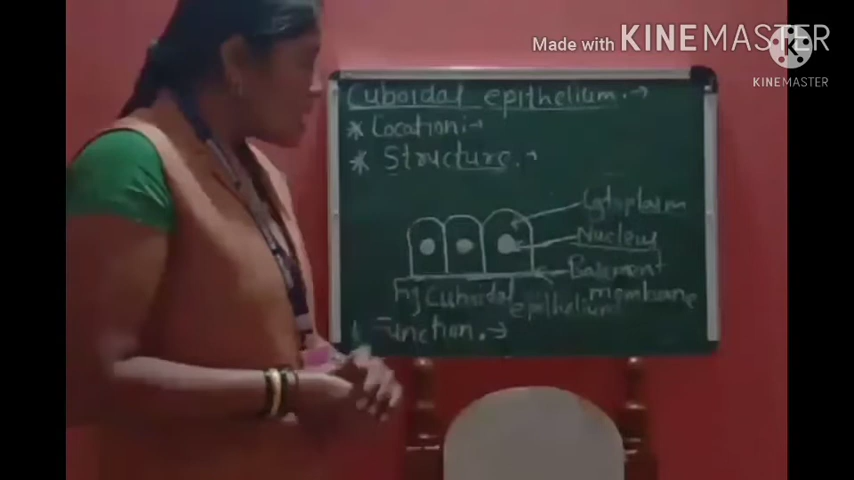 Made with KINEMASTER
KINEMASTER
Cuboidal epithelium. →
* Location: →
* Structure. →
Cytoplasm
Nucleus
Basement membrane
Fig Cuboidal epithelium
Function. →